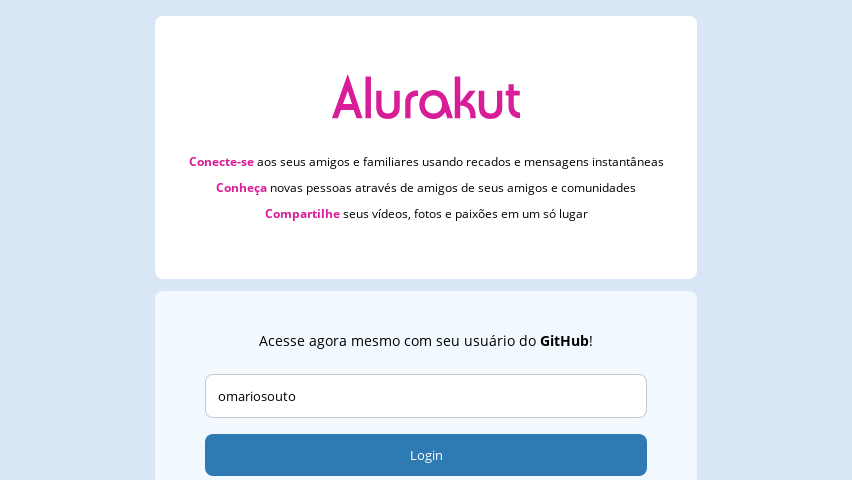 Alurakut
Conecte-se aos seus amigos e familiares usando recados e mensagens instantâneas
Conheça novas pessoas através de amigos de seus amigos e comunidades
Compartilhe seus vídeos, fotos e paixões em um só lugar
Acesse agora mesmo com seu usuário do GitHub!
omariosouto
Login